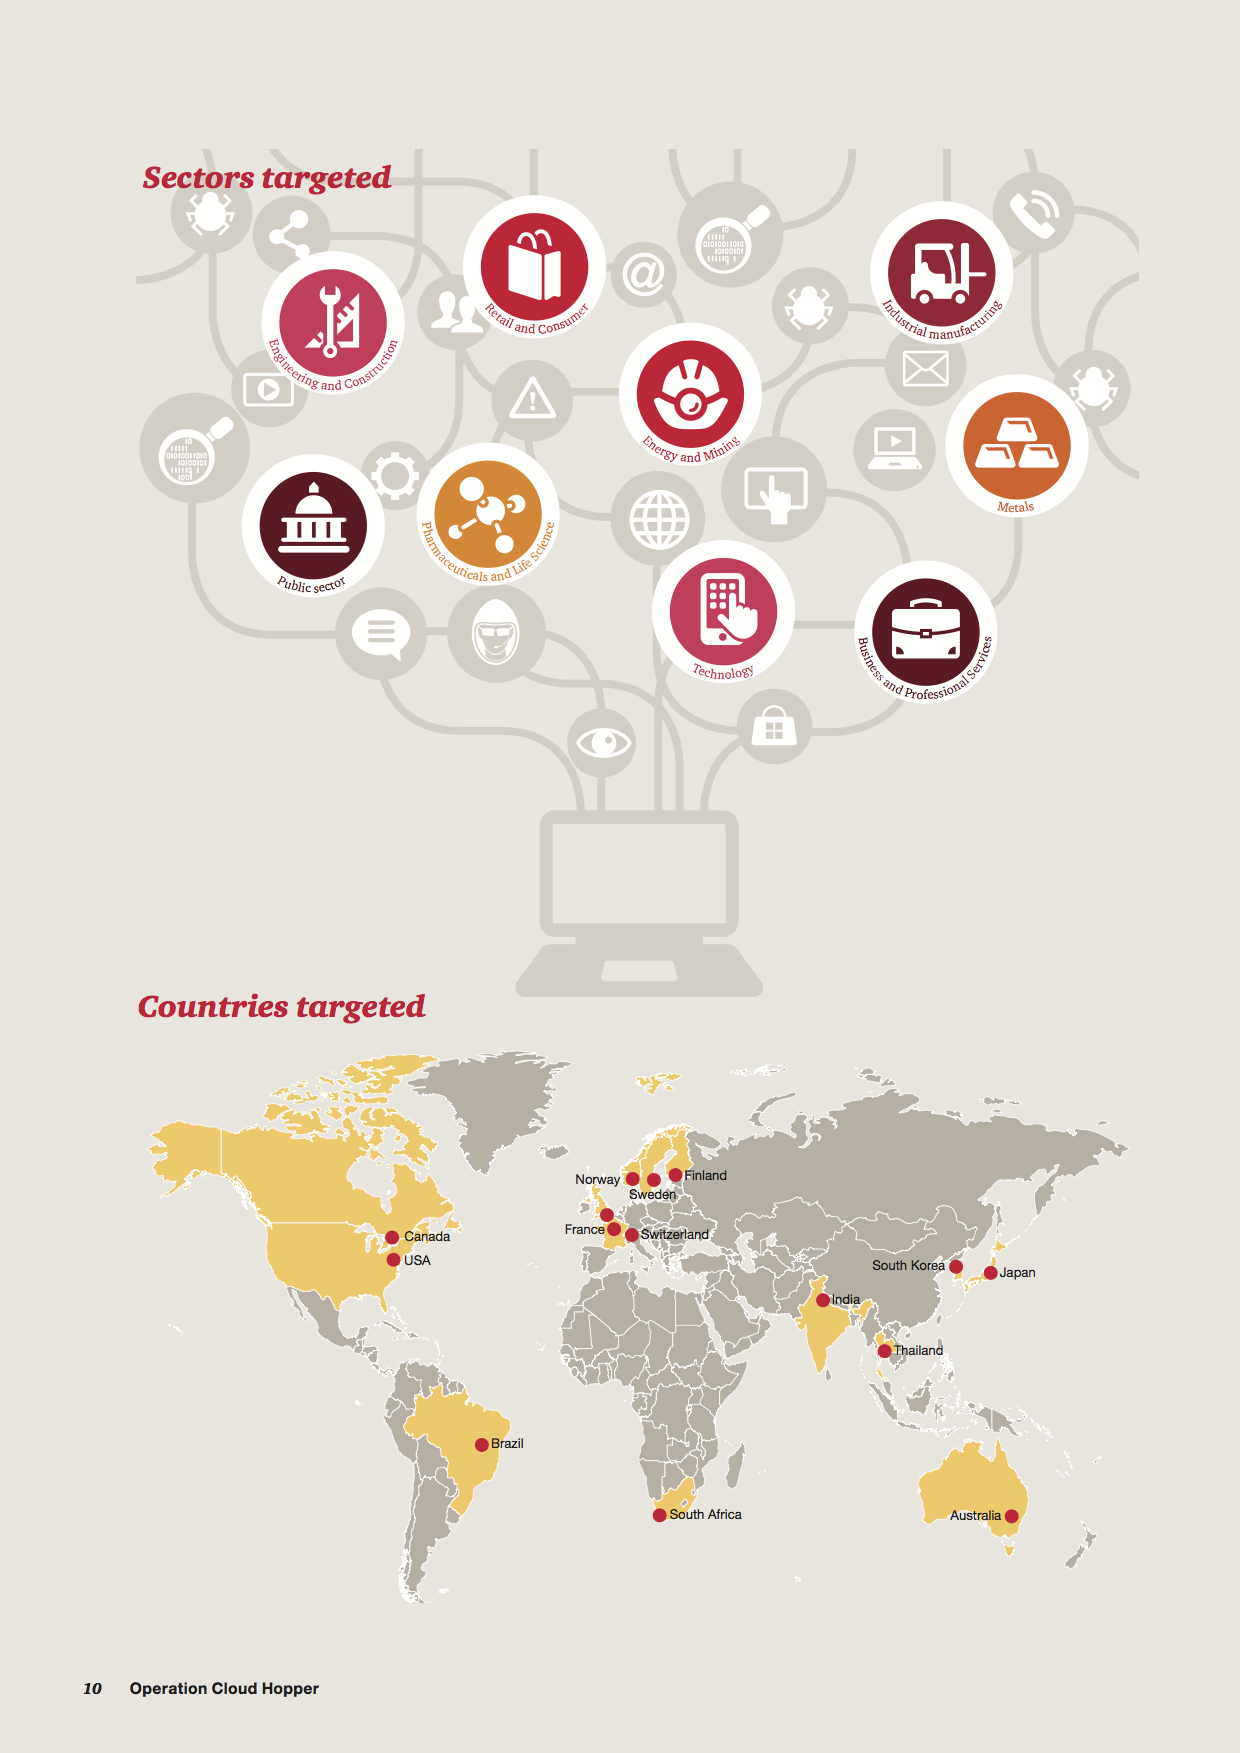 Sectors targeted
Retail and Consumer
Industrial manufacturing
Engineering and Construction
@
!
Energy and Mining
Metals
Public sector
Pharmaceuticals and Life Science
Technology
Business and Professional Services
Countries targeted
Norway
Finland
Sweden
France
Switzerland
Canada
USA
South Korea
Japan
India
Thailand
Brazil
South Africa
Australia
10 Operation Cloud Hopper